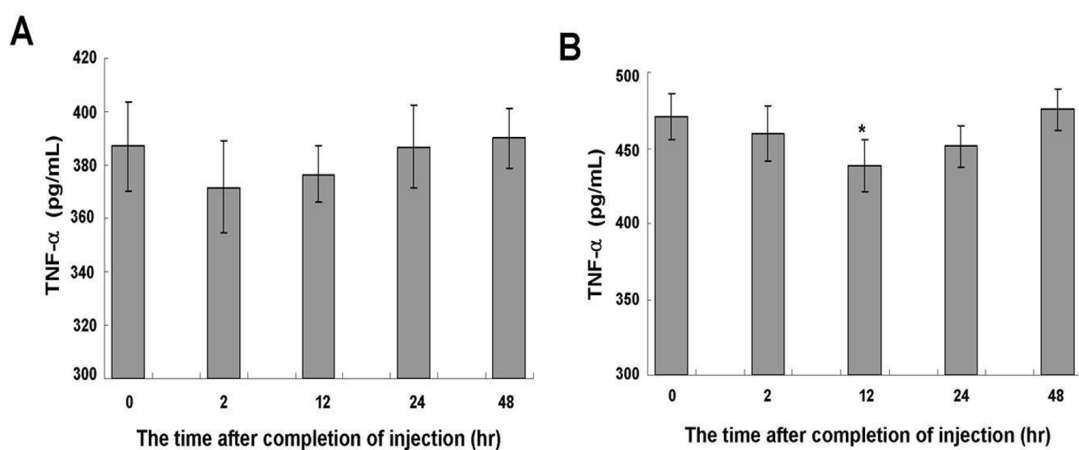 A
TNF-α (pg/mL)
420
400
380
360
340
320
300
0 2 12 24 48
The time after completion of injection (hr)
B
TNF-α (pg/mL)
500
450
400
450
350
300
*
0 2 12 24 48
The time after completion of injection (hr)